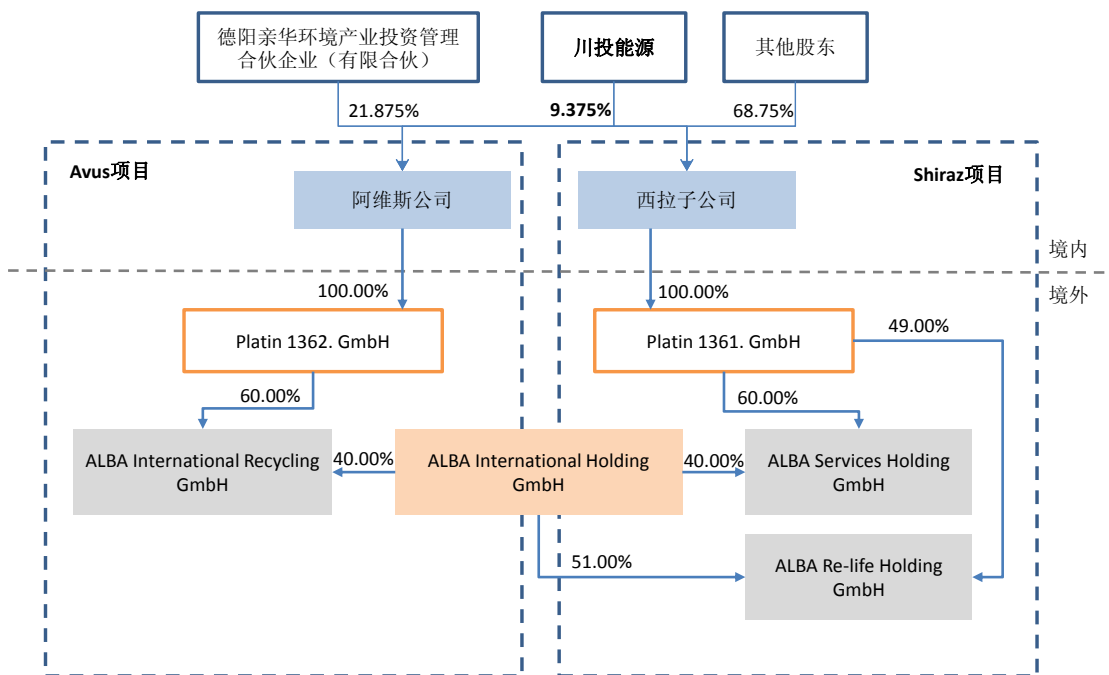 德阳亲华环境产业投资管理
合伙企业（有限合伙）
川投能源
其他股东
21.875%
9.375%
68.75%
Avus项目
Shiraz项目
阿维斯公司
西拉子公司
境内
境外
100.00%
100.00%
Platin 1362. GmbH
Platin 1361. GmbH
49.00%
60.00%
60.00%
ALBA International Recycling
GmbH
40.00%
ALBA International Holding
GmbH
40.00%
ALBA Services Holding
GmbH
51.00%
ALBA Re-life Holding
GmbH